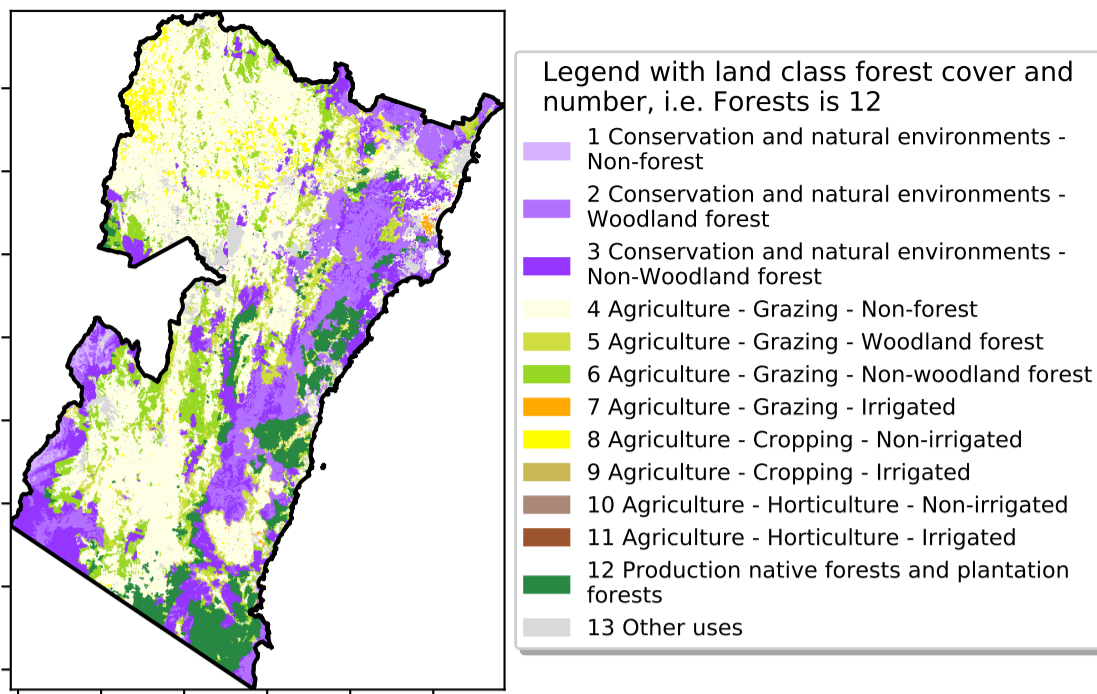 Legend with land class forest cover and
number, i.e. Forests is 12
1 Conservation and natural environments -
Non-forest
2 Conservation and natural environments -
Woodland forest
3 Conservation and natural environments -
Non-Woodland forest
4 Agriculture - Grazing - Non-forest
5 Agriculture - Grazing - Woodland forest
6 Agriculture - Grazing - Non-woodland forest
7 Agriculture - Grazing - Irrigated
8 Agriculture - Cropping - Non-irrigated
9 Agriculture - Cropping - Irrigated
10 Agriculture - Horticulture - Non-irrigated
11 Agriculture - Horticulture - Irrigated
12 Production native forests and plantation
forests
13 Other uses